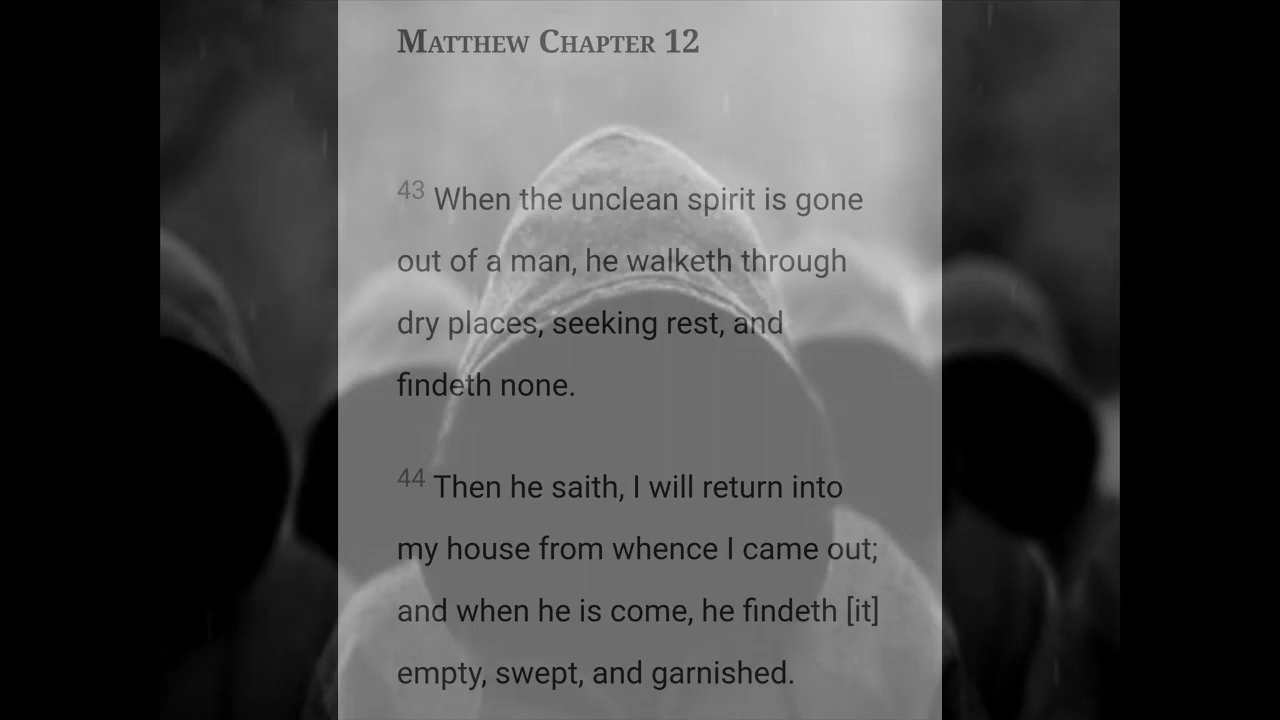 Matthew Chapter 12
43 When the unclean spirit is gone
out of a man, he walketh through
dry places, seeking rest, and
findeth none.
44 Then he saith, I will return into
my house from whence I came out;
and when he is come, he findeth [it]
empty, swept, and garnished.